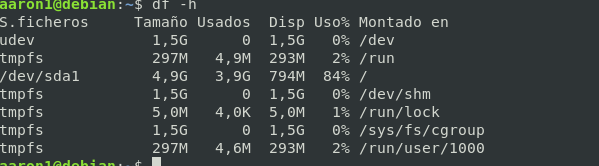 aaron1@debian:~$ df -h
S.ficheros Tamaño Usados Disp Uso% Montado en
udev 1,5G 0 1,5G 0% /dev
tmpfs 297M 4,9M 293M 2% /run
/dev/sda1 4,9G 3,9G 794M 84% /
tmpfs 1,5G 0 1,5G 0% /dev/shm
tmpfs 5,0M 4,0K 5,0M 1% /run/lock
tmpfs 1,5G 0 1,5G 0% /sys/fs/cgroup
tmpfs 297M 4,6M 293M 2% /run/user/1000
aaron1@debian:~$